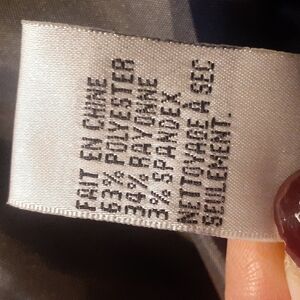 FAIT EN CHINE
63% POLYESTER
34% RAYONNE
3% SPANDEX
NETTOYAGE À SEC
SEULEMENT.